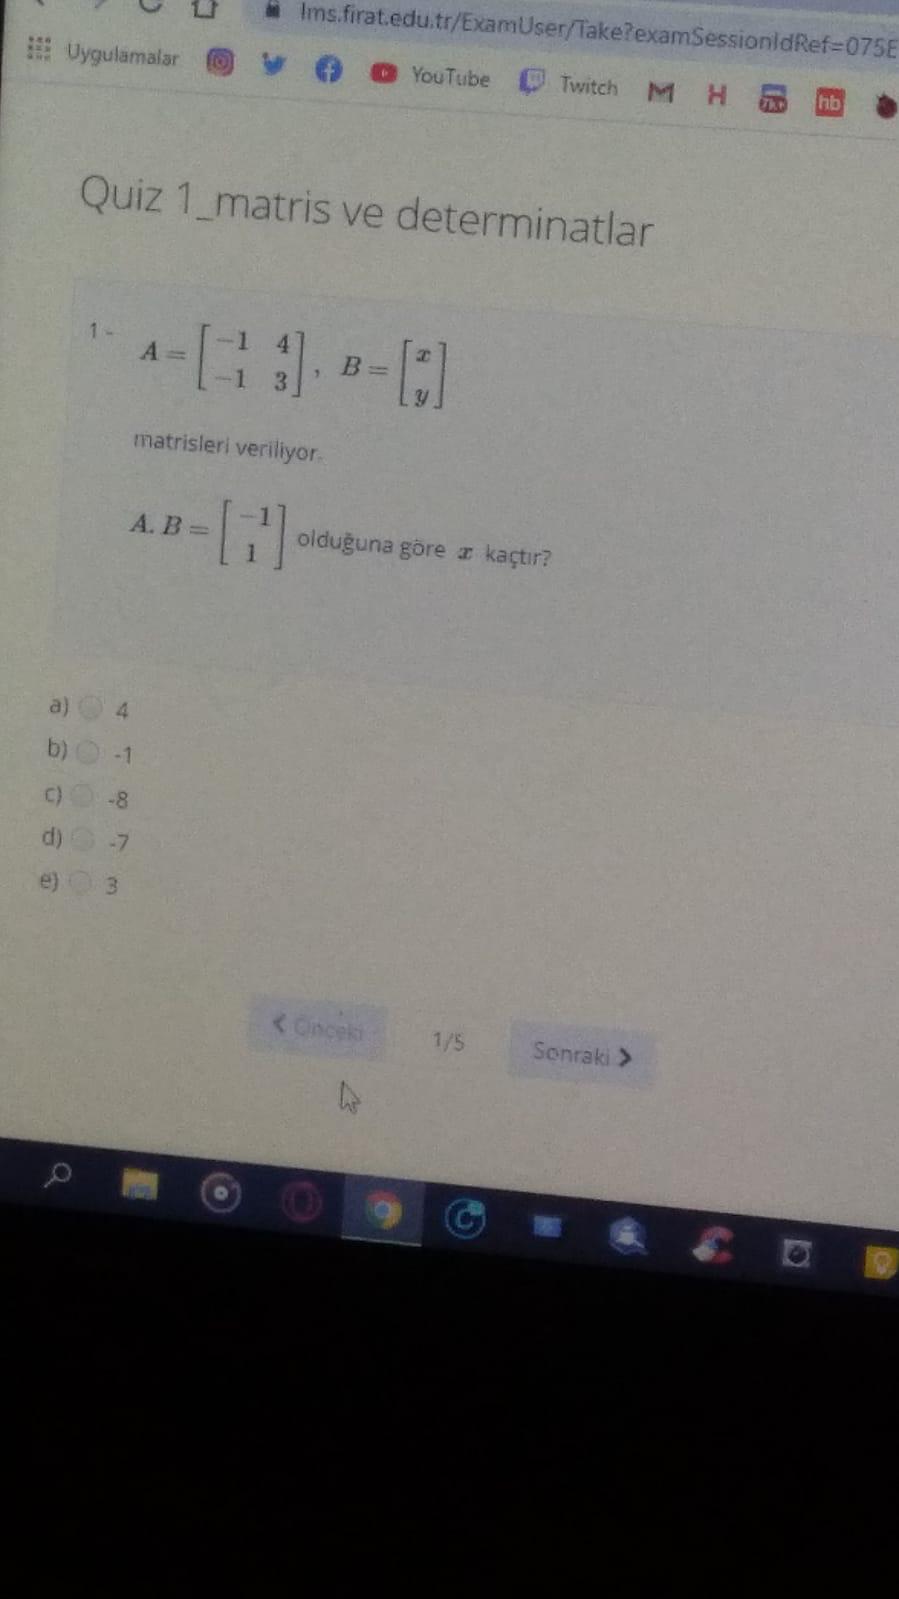 lms.firat.edu.tr/ExamUser/Take?examSessionIdRef=075E
Uygulamalar YouTube Twitch hb
Quiz 1_matris ve determinatlar
1 - A = [−1 4; −1 3], B = [x; y]
matrisleri veriliyor.
A. B = [−1; 1] olduğuna göre x kaçtır?
a) 4
b) -1
c) -8
d) -7
e) 3
< Önceki 1/5 Sonraki >